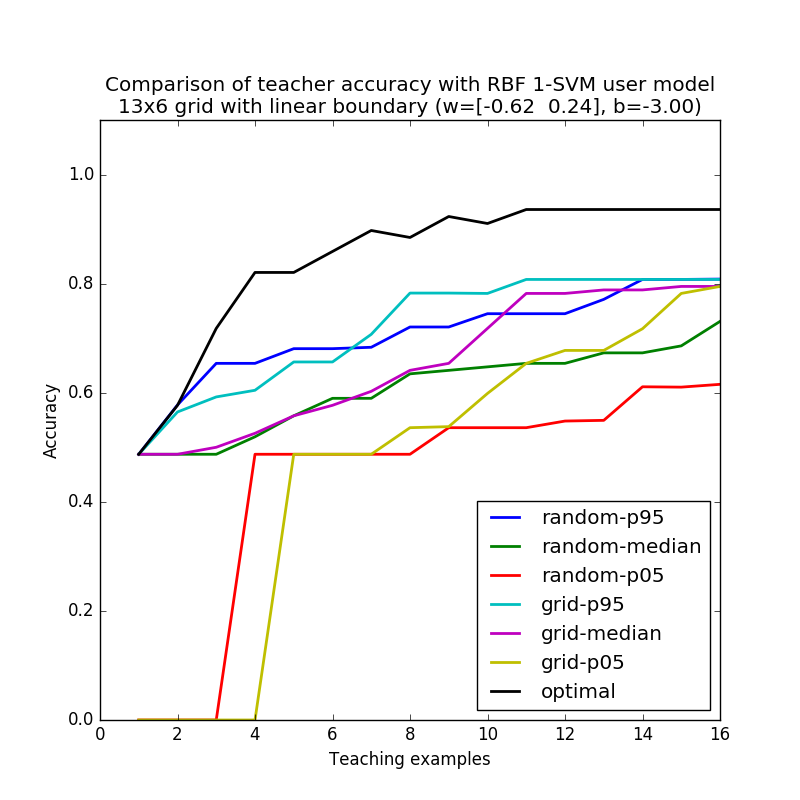 Comparison of teacher accuracy with RBF 1-SVM user model
13x6 grid with linear boundary (w=[-0.62  0.24], b=-3.00)
1.0
0.8
0.6
0.4
0.2
0.0
Accuracy
random-p95
random-median
random-p05
grid-p95
grid-median
grid-p05
optimal
0 2 4 6 8 10 12 14 16
Teaching examples